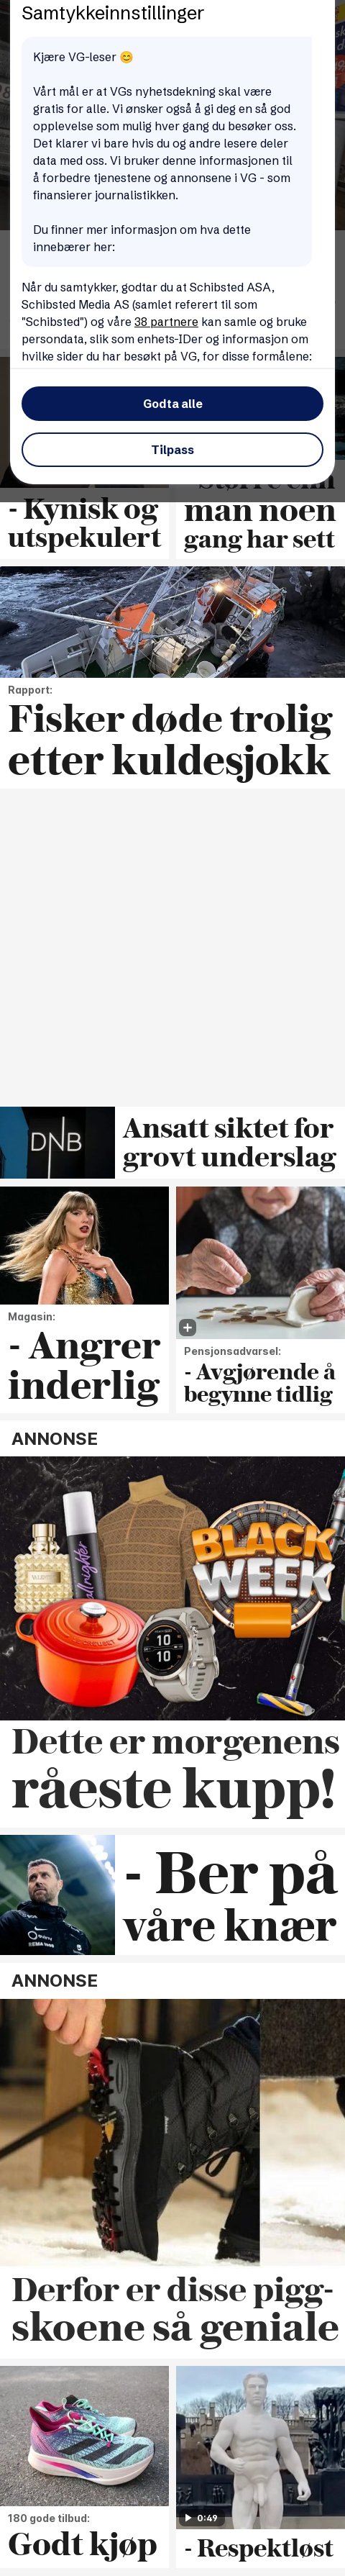 Samtykkeinnstillinger
Kjære VG-leser 😊
Vårt mål er at VGs nyhetsdekning skal være
gratis for alle. Vi ønsker også å gi deg en så god
opplevelse som mulig hver gang du besøker oss.
Det klarer vi bare hvis du og andre lesere deler
data med oss. Vi bruker denne informasjonen til
å forbedre tjenestene og annonsene i VG - som
finansierer journalistikken.
Du finner mer informasjon om hva dette
innebærer her:
Når du samtykker, godtar du at Schibsted ASA,
Schibsted Media AS (samlet referert til som
"Schibsted") og våre 38 partnere kan samle og bruke
persondata, slik som enhets-IDer og informasjon om
hvilke sider du har besøkt på VG, for disse formålene:
Godta alle
Tilpass
- Kynisk og
utspekulert
man noen
gang har sett
Rapport:
Fisker døde trolig
etter kuldesjokk
DNB
Ansatt siktet for
grovt underslag
Magasin:
- Angrer
inderlig
Pensjonsadvarsel:
- Avgjørende å
begynne tidlig
ANNONSE
BLACK
WEEK
10
10
Dette er morgenens
råeste kupp!
- Ber på
våre knær
ANNONSE
Derfor er disse pigg-
skoene så geniale
180 gode tilbud:
Godt kjøp
0:49
- Respektløst